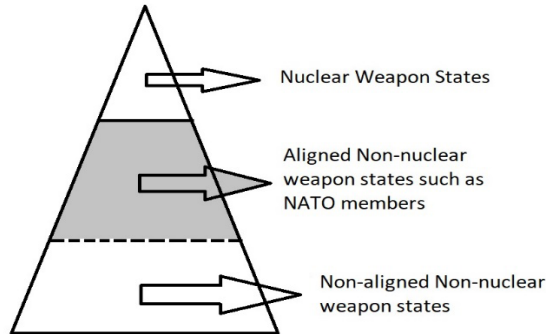 Nuclear Weapon States
Aligned Non-nuclear
weapon states such as
NATO members
Non-aligned Non-nuclear
weapon states